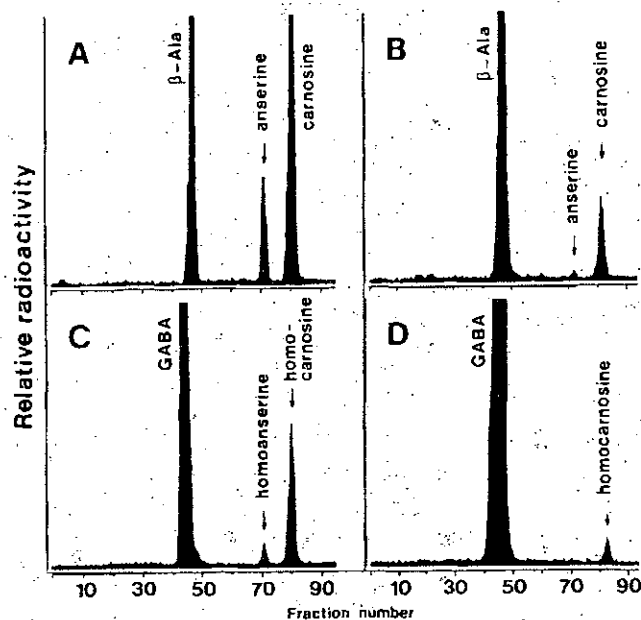 Relative radioactivity
A
β-Ala
anserine
carnosine
B
β-Ala
anserine
carnosine
C
GABA
homoanserine
homo-
carnosine
D
GABA
homocarnosine
10 30 50 70 90
10 30 50 70 90
Fraction number